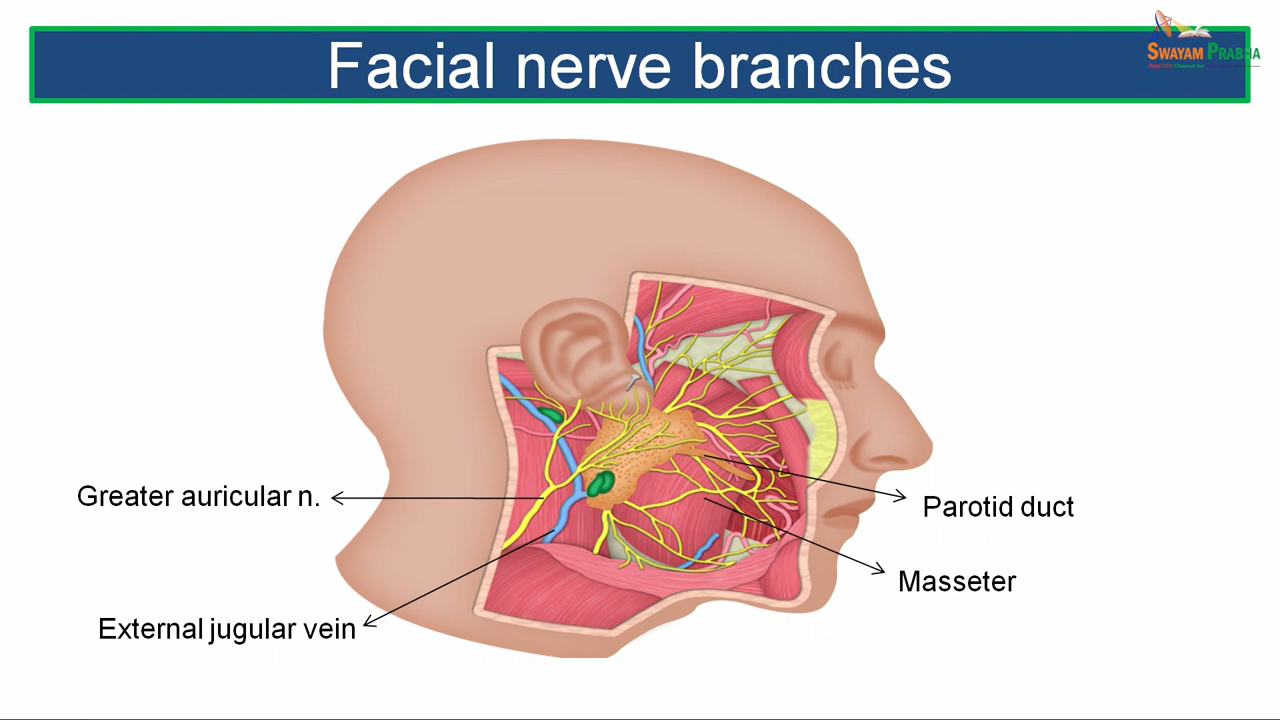 Facial nerve branches
SWAYAM PRABHA
Greater auricular n.
Parotid duct
Masseter
External jugular vein